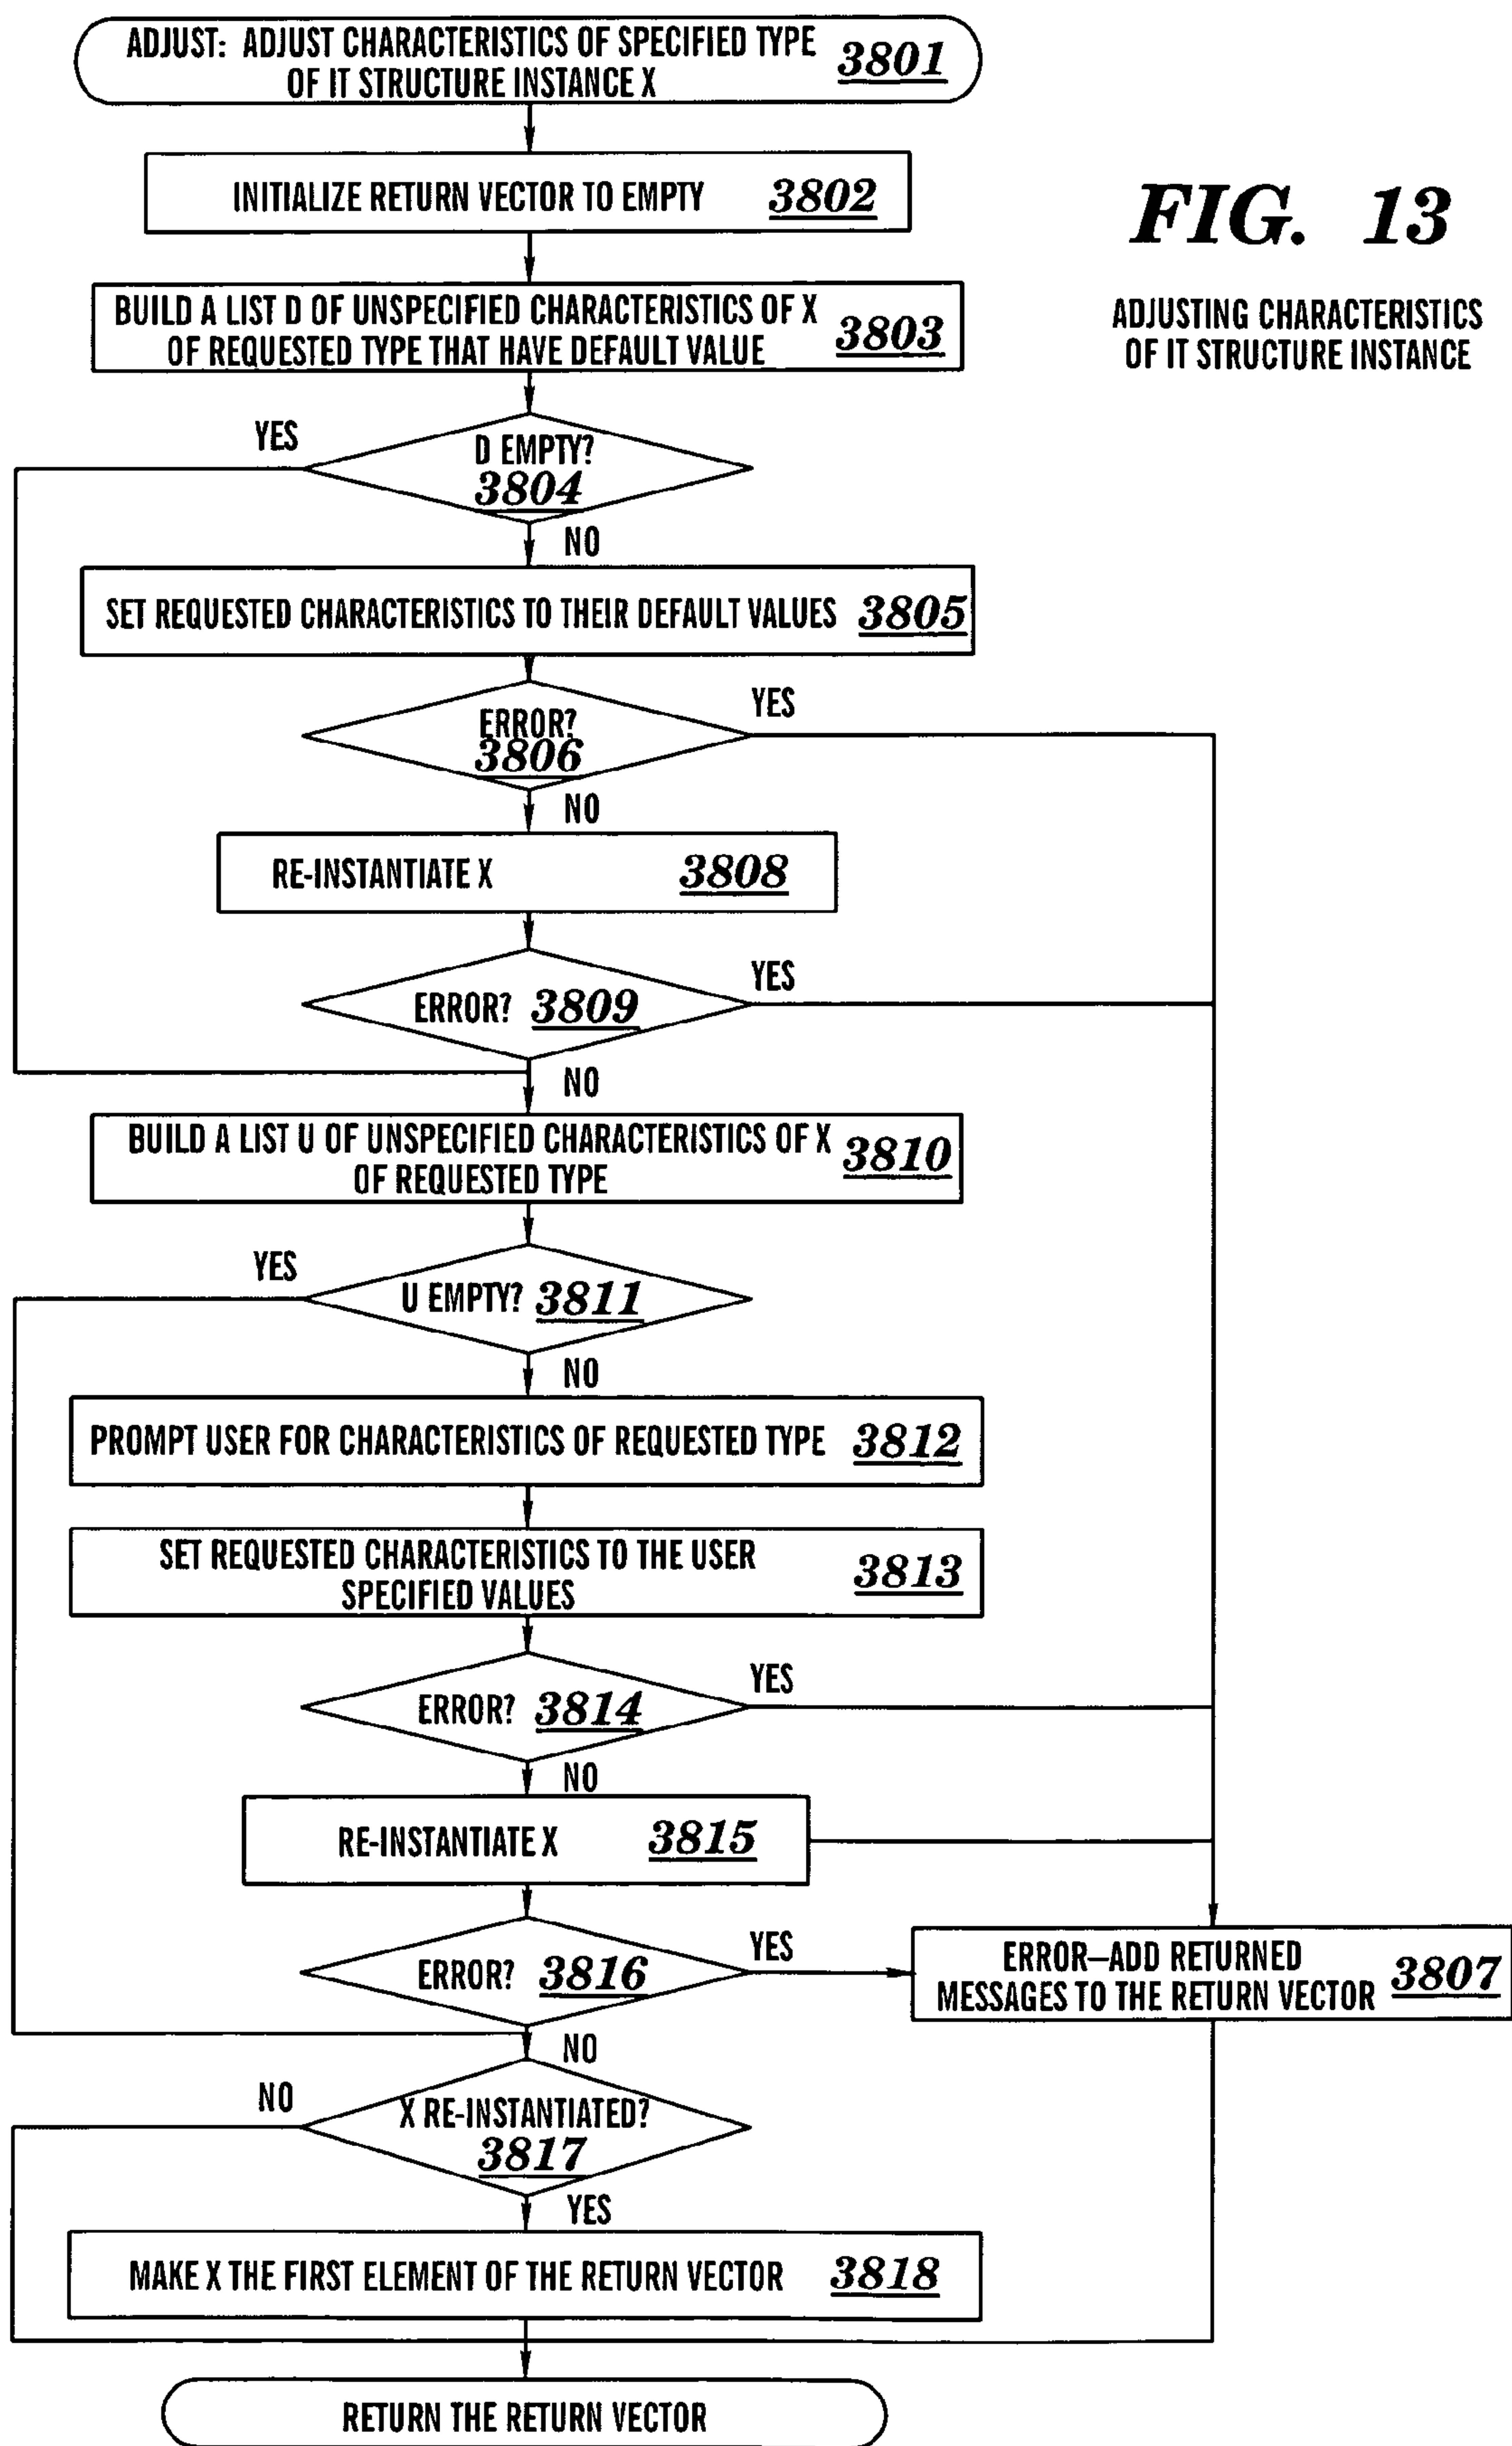 ADJUST: ADJUST CHARACTERISTICS OF SPECIFIED TYPE
OF IT STRUCTURE INSTANCE X
3801
INITIALIZE RETURN VECTOR TO EMPTY 3802
FIG. 13
ADJUSTING CHARACTERISTICS
OF IT STRUCTURE INSTANCE
BUILD A LIST D OF UNSPECIFIED CHARACTERISTICS OF X
OF REQUESTED TYPE THAT HAVE DEFAULT VALUE
3803
YES
D EMPTY?
3804
NO
SET REQUESTED CHARACTERISTICS TO THEIR DEFAULT VALUES 3805
ERROR?
3806
YES
NO
RE-INSTANTIATE X 3808
ERROR? 3809
YES
NO
BUILD A LIST U OF UNSPECIFIED CHARACTERISTICS OF X
OF REQUESTED TYPE
3810
YES
U EMPTY? 3811
NO
PROMPT USER FOR CHARACTERISTICS OF REQUESTED TYPE 3812
SET REQUESTED CHARACTERISTICS TO THE USER
SPECIFIED VALUES
3813
ERROR? 3814
YES
NO
RE-INSTANTIATE X 3815
ERROR? 3816
YES
ERROR–ADD RETURNED
MESSAGES TO THE RETURN VECTOR
3807
NO
NO
X RE-INSTANTIATED?
3817
YES
MAKE X THE FIRST ELEMENT OF THE RETURN VECTOR 3818
RETURN THE RETURN VECTOR